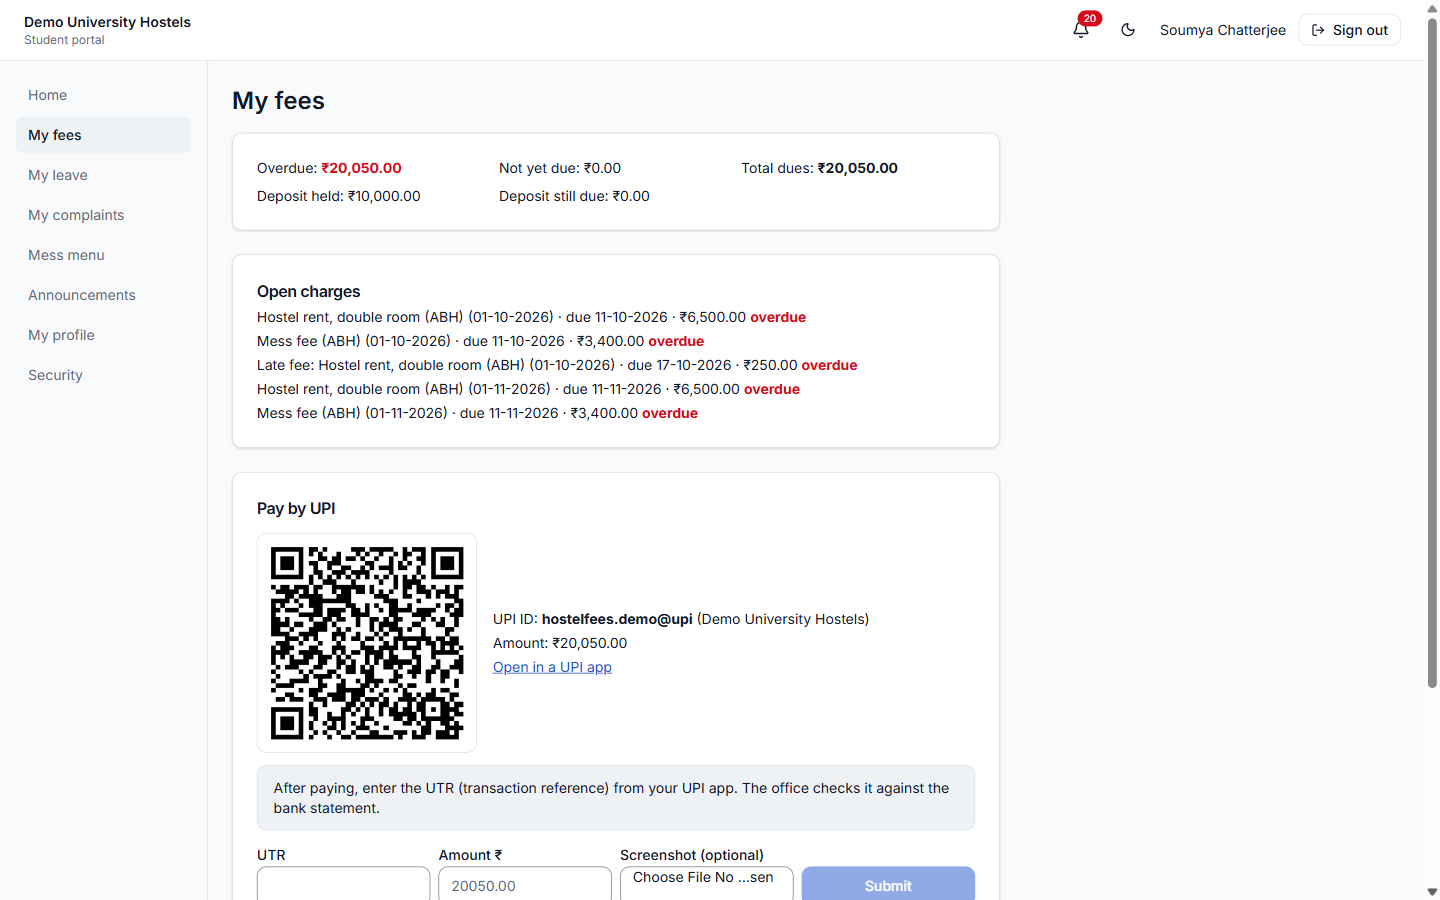 Demo University Hostels
Student portal
20
Soumya Chatterjee
Sign out
Home
My fees
My leave
My complaints
Mess menu
Announcements
My profile
Security
My fees
Overdue: ₹20,050.00
Not yet due: ₹0.00
Total dues: ₹20,050.00
Deposit held: ₹10,000.00
Deposit still due: ₹0.00
Open charges
Hostel rent, double room (ABH) (01-10-2026) · due 11-10-2026 · ₹6,500.00 overdue
Mess fee (ABH) (01-10-2026) · due 11-10-2026 · ₹3,400.00 overdue
Late fee: Hostel rent, double room (ABH) (01-10-2026) · due 17-10-2026 · ₹250.00 overdue
Hostel rent, double room (ABH) (01-11-2026) · due 11-11-2026 · ₹6,500.00 overdue
Mess fee (ABH) (01-11-2026) · due 11-11-2026 · ₹3,400.00 overdue
Pay by UPI
UPI ID: hostelfees.demo@upi (Demo University Hostels)
Amount: ₹20,050.00
Open in a UPI app
After paying, enter the UTR (transaction reference) from your UPI app. The office checks it against the
bank statement.
UTR
Amount ₹
Screenshot (optional)
20050.00
Choose File No ...sen
Submit